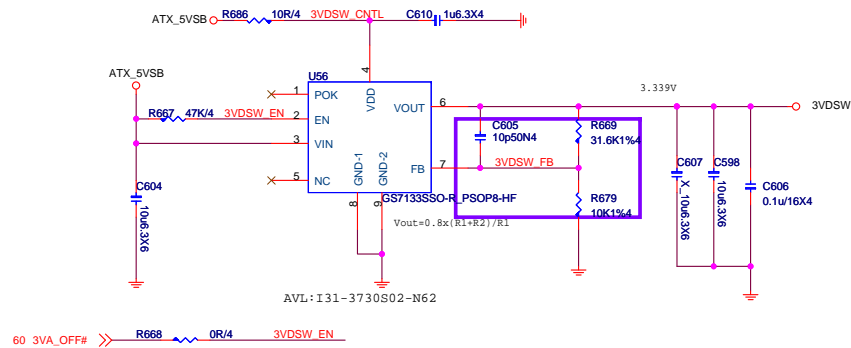 ATX_5VSB
R686
10R/4
3VDSW_CNTL
C610
1u6.3X4
ATX_5VSB
U56
4
3.339V
1
POK
VDD
VOUT
6
3VDSW
R667
47K/4
3VDSW_EN
2
EN
C605
10p50N4
R669
31.6K1%4
3
VIN
FB
7
3VDSW_FB
C607
X_10u6.3X6
C598
10u6.3X6
C606
0.1u/16X4
5
NC
GND-1
GND-2
8
9
GS7133SSO-R_PSOP8-HF
R679
10K1%4
C604
10u6.3X6
Vout=0.8x(R1+R2)/R1
AVL:I31-3730S02-N62
60 3VA_OFF#
R668
0R/4
3VDSW_EN